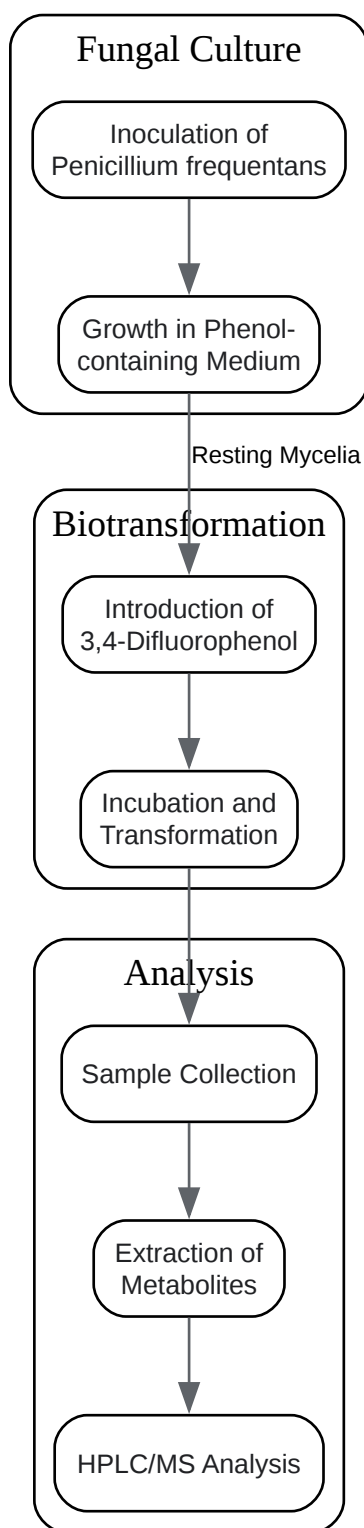 Fungal Culture
Inoculation of
Penicillium frequentans
Growth in Phenol-
containing Medium
Resting Mycelia
Biotransformation
Introduction of
3,4-Difluorophenol
Incubation and
Transformation
Analysis
Sample Collection
Extraction of
Metabolites
HPLC/MS Analysis